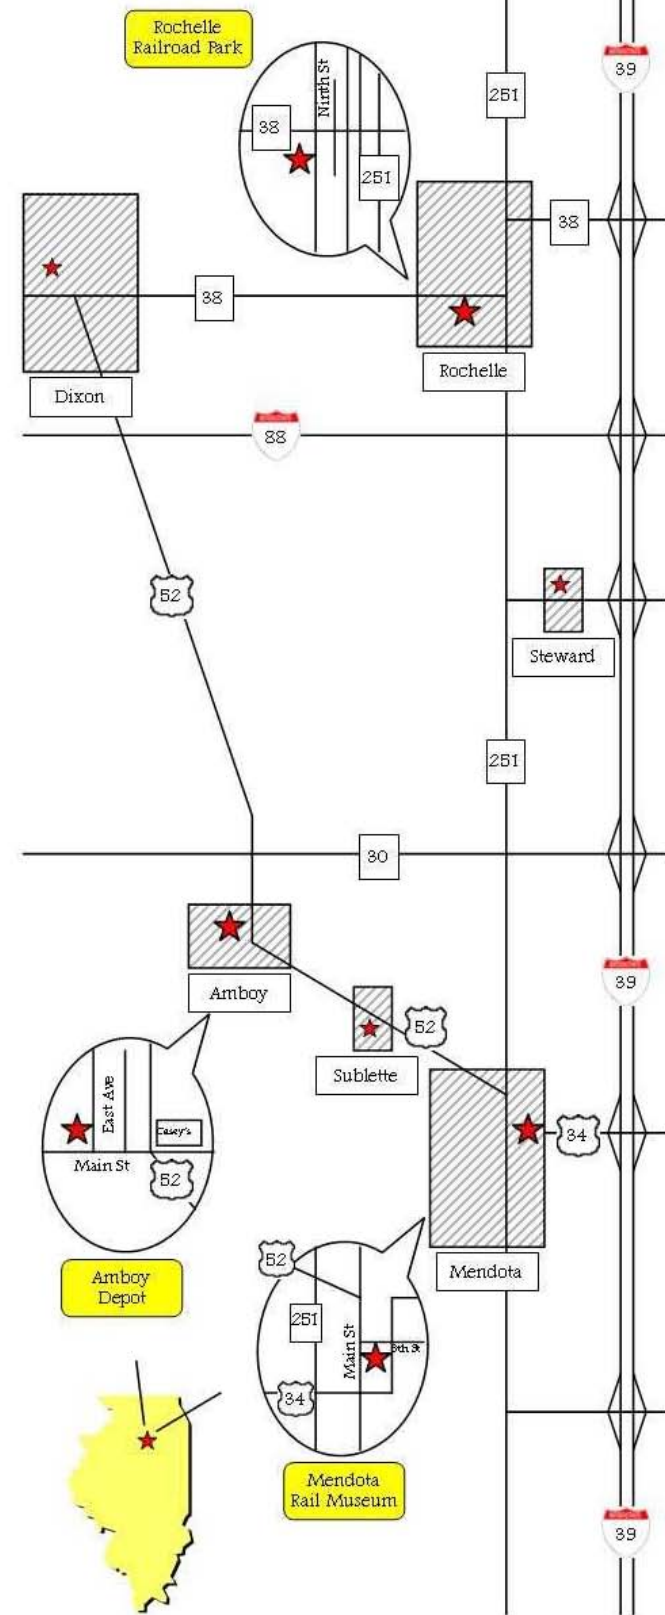 Rochelle
Railroad Park
39
251
Ninth St
38
251
38
38
Rochelle
Dixon
88
52
Steward
251
30
39
Amboy
52
Sublette
East Ave
Casey's
Main St
52
34
Mendota
52
Amboy
Depot
251
Main St
34
Mendota
Rail Museum
39